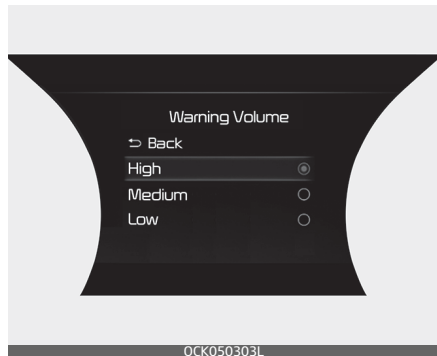 Warning Volume
Back
High
Medium
Low
OCK050303L